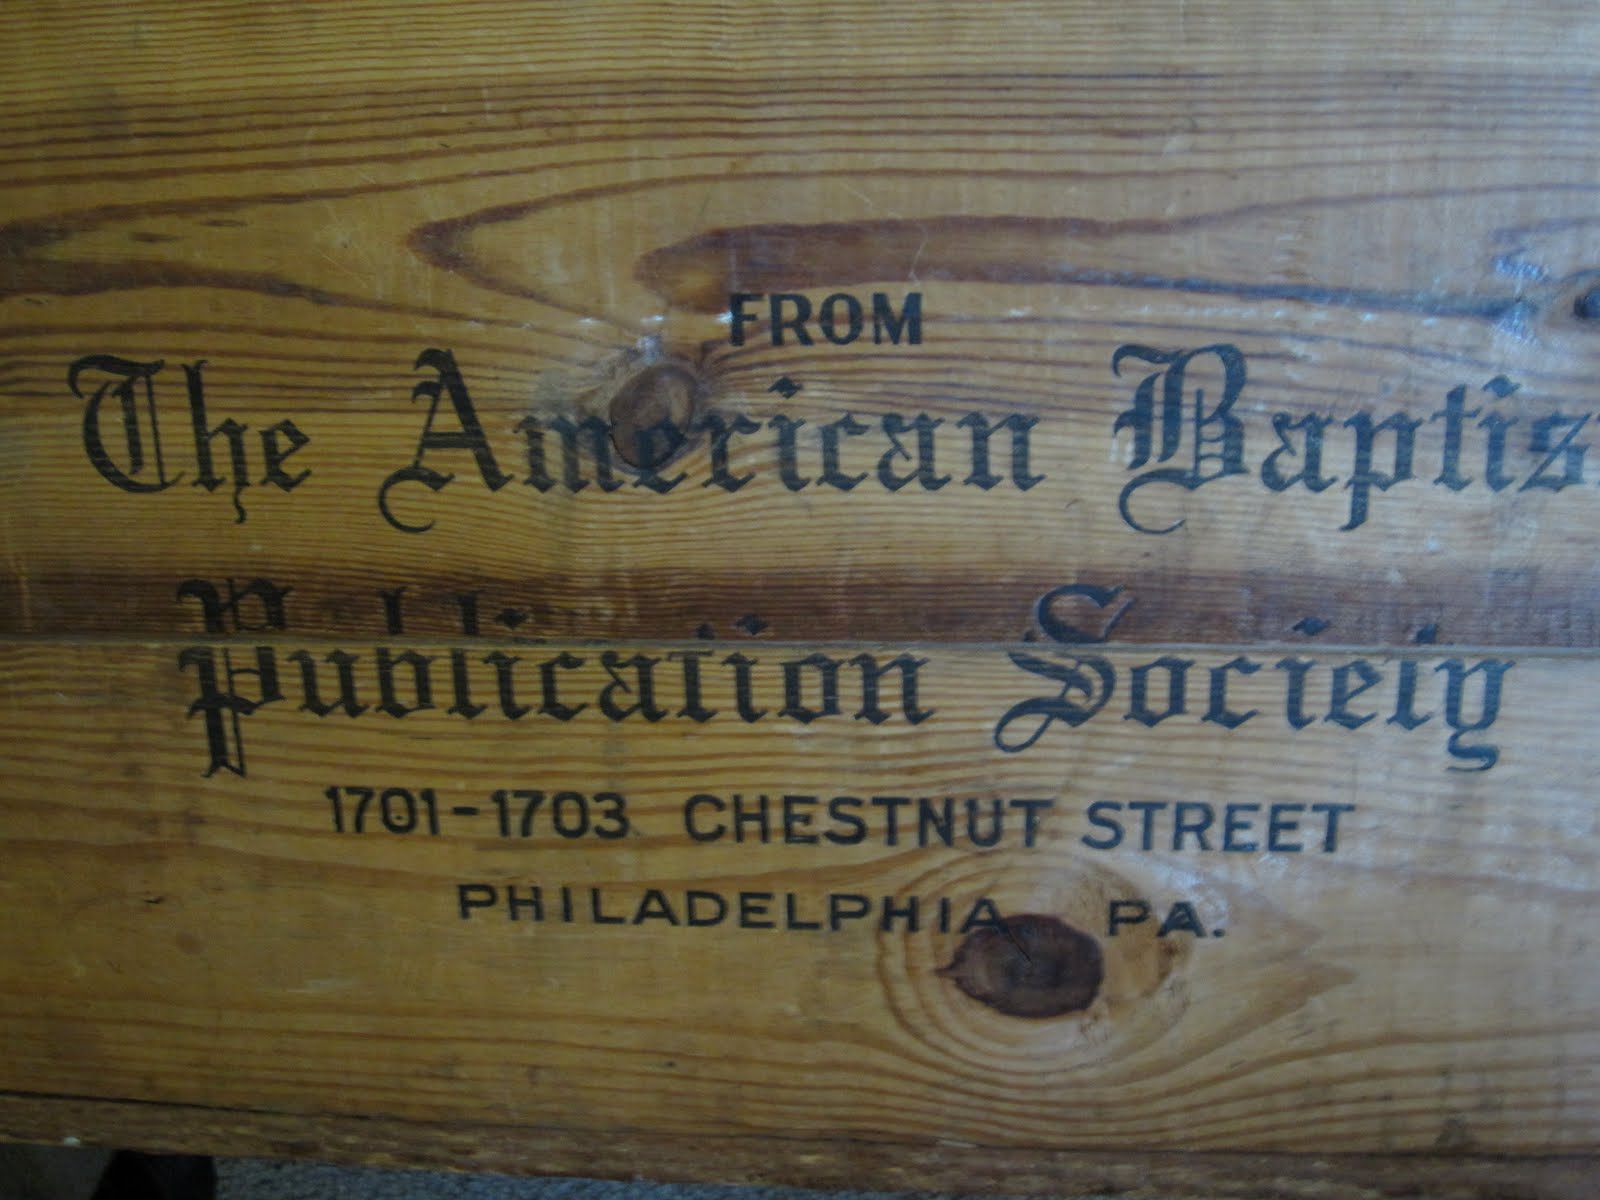 FROM
The American Baptis
Publication Society
1701-1703 CHESTNUT STREET
PHILADELPHIA PA.